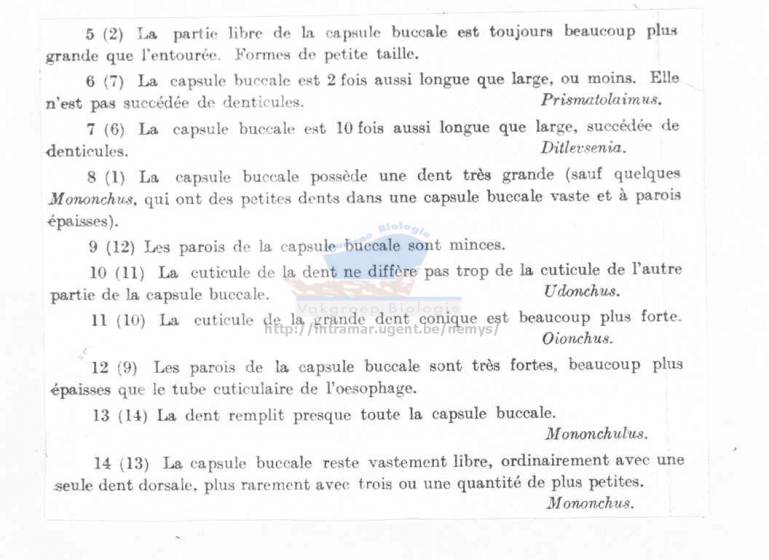 5 (2) La partie libre de la capsule buccale est toujours beaucoup plus
grande que l'entourée. Formes de petite taille.
6 (7) La capsule buccale est 2 fois aussi longue que large, ou moins. Elle
n'est pas succédée de denticules. Prismatolaimus.
7 (6) La capsule buccale est 10 fois aussi longue que large, succédée de
denticules. Ditlevsenia.
8 (1) La capsule buccale possède une dent très grande (sauf quelques
Mononchus, qui ont des petites dents dans une capsule buccale vaste et à parois
épaisses).
9 (12) Les parois de la capsule buccale sont minces.
10 (11) La cuticule de la dent ne diffère pas trop de la cuticule de l'autre
partie de la capsule buccale. Udonchus.
Vakgroep Biologie
11 (10) La cuticule de la grande dent conique est beaucoup plus forte.
http://intramar.ugent.be/nemys/
Oionchus.
12 (9) Les parois de la capsule buccale sont très fortes, beaucoup plus
épaisses que le tube cuticulaire de l'oesophage.
13 (14) La dent remplit presque toute la capsule buccale.
Mononchulus.
14 (13) La capsule buccale reste vastement libre, ordinairement avec une
seule dent dorsale, plus rarement avec trois ou une quantité de plus petites.
Mononchus.